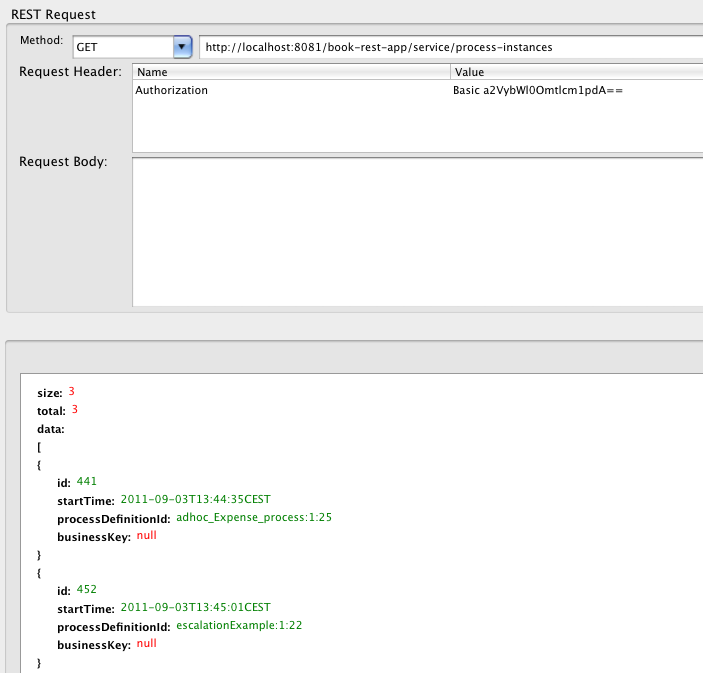 REST Request
Method: GET http://localhost:8081/book-rest-app/service/process-instances
Request Header: Name Value
Authorization Basic a2VybWl0Omtlcm1pdA==
Request Body:
size: 3
total: 3
data:
[
{
id: 441
startTime: 2011-09-03T13:44:35CEST
processDefinitionId: adhoc_Expense_process:1:25
businessKey: null
}
{
id: 452
startTime: 2011-09-03T13:45:01CEST
processDefinitionId: escalationExample:1:22
businessKey: null
}